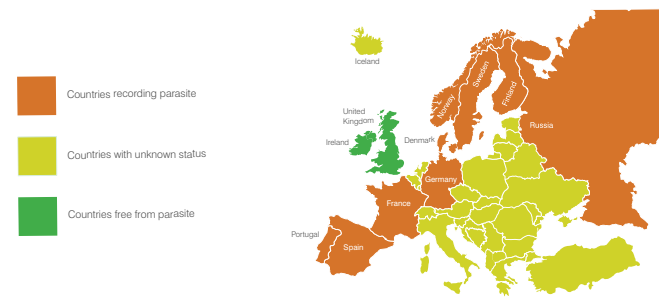 Countries recording parasite
Countries with unknown status
Countries free from parasite
Iceland
United
Kingdom
Ireland
Norway
Sweden
Finland
Russia
Denmark
Germany
France
Portugal
Spain